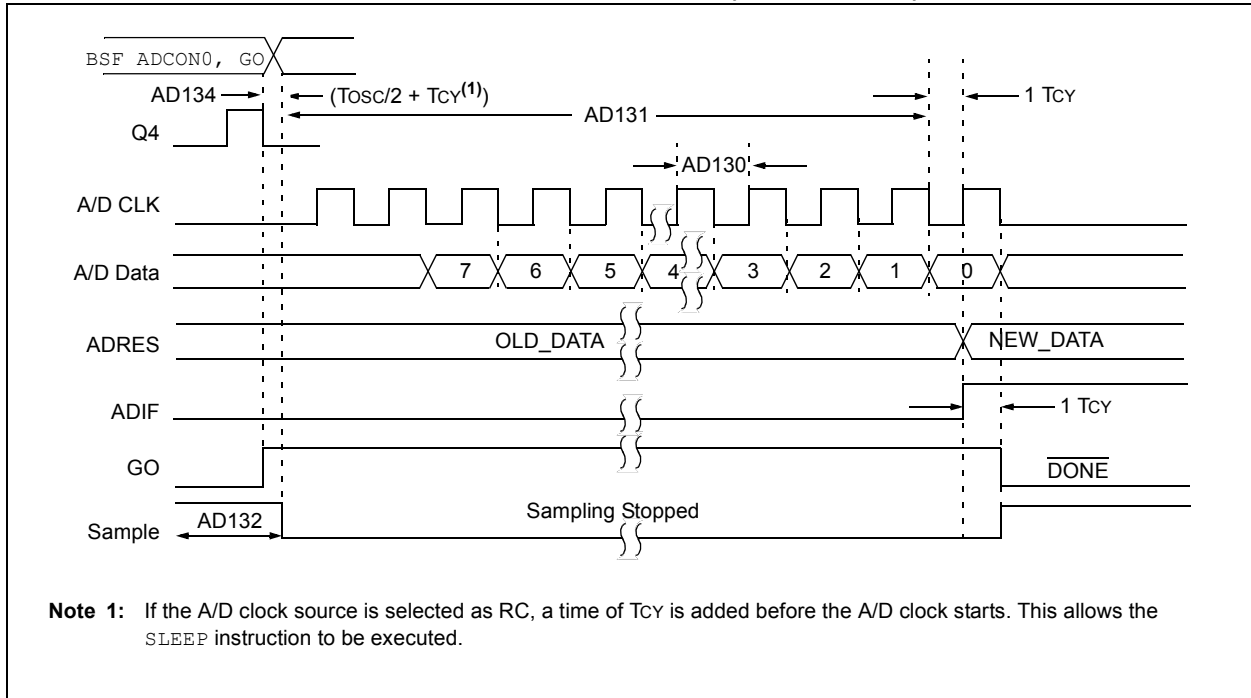 BSF ADCON0, GO
AD134 (TOSC/2 + TCY(1)) 1 TCY
AD131
Q4
AD130
A/D CLK
A/D Data 7 6 5 4 3 2 1 0
ADRES OLD_DATA NEW_DATA
ADIF 1 TCY
GO DONE
Sample AD132 Sampling Stopped
Note 1: If the A/D clock source is selected as RC, a time of TCY is added before the A/D clock starts. This allows the
SLEEP instruction to be executed.